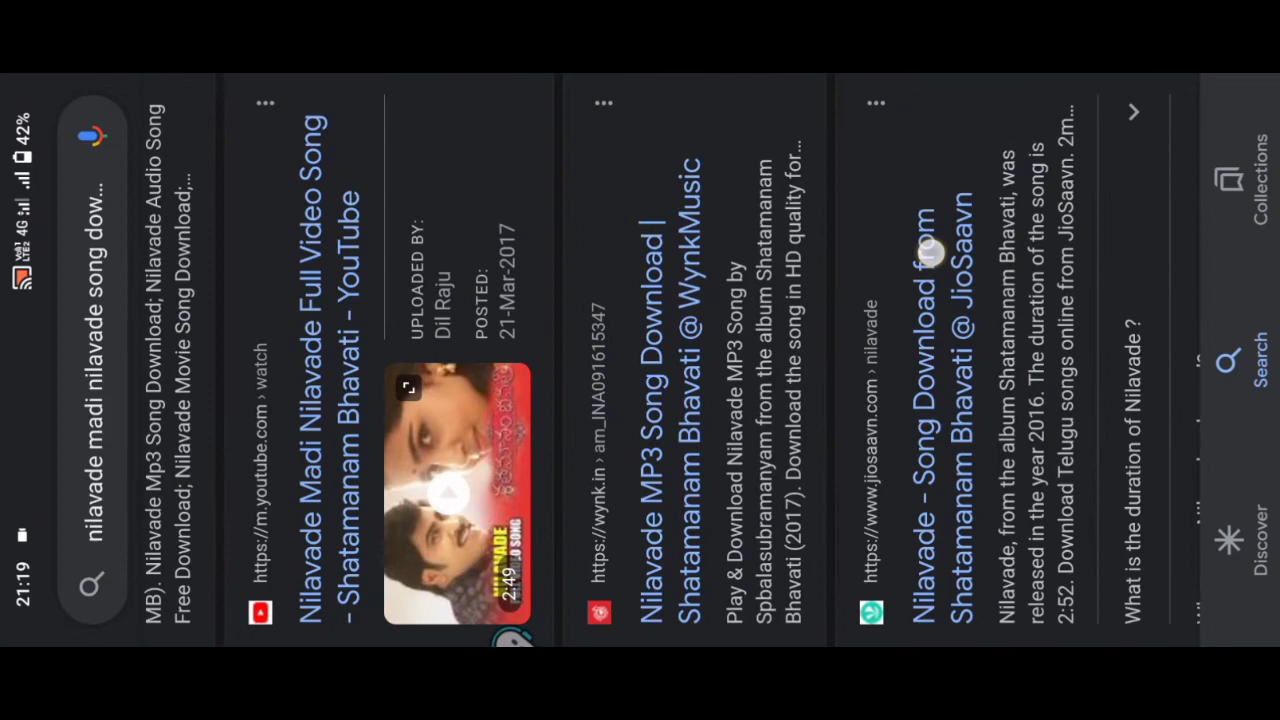 21:19
VoLTE LTE2 4G 42%
nilavade madi nilavade song dow...
MB). Nilavade Mp3 Song Download; Nilavade Audio Song
Free Download; Nilavade Movie Song Download;...
https://m.youtube.com › watch
Nilavade Madi Nilavade Full Video Song
- Shatamanam Bhavati - YouTube
UPLOADED BY:
Dil Raju
POSTED:
21-Mar-2017
శతమానం భవతి
NILAVADE
2:49
https://wynk.in › am_INA091615347
Nilavade MP3 Song Download |
Shatamanam Bhavati @ WynkMusic
Play & Download Nilavade MP3 Song by
Spbalasubramanyam from the album Shatamanam
Bhavati (2017). Download the song in HD quality for...
https://www.jiosaavn.com › nilavade
Nilavade - Song Download from
Shatamanam Bhavati @ JioSaavn
Nilavade, from the album Shatamanam Bhavati, was
released in the year 2016. The duration of the song is
2:52. Download Telugu songs online from JioSaavn. 2m...
What is the duration of Nilavade ?
Discover
Search
Collections